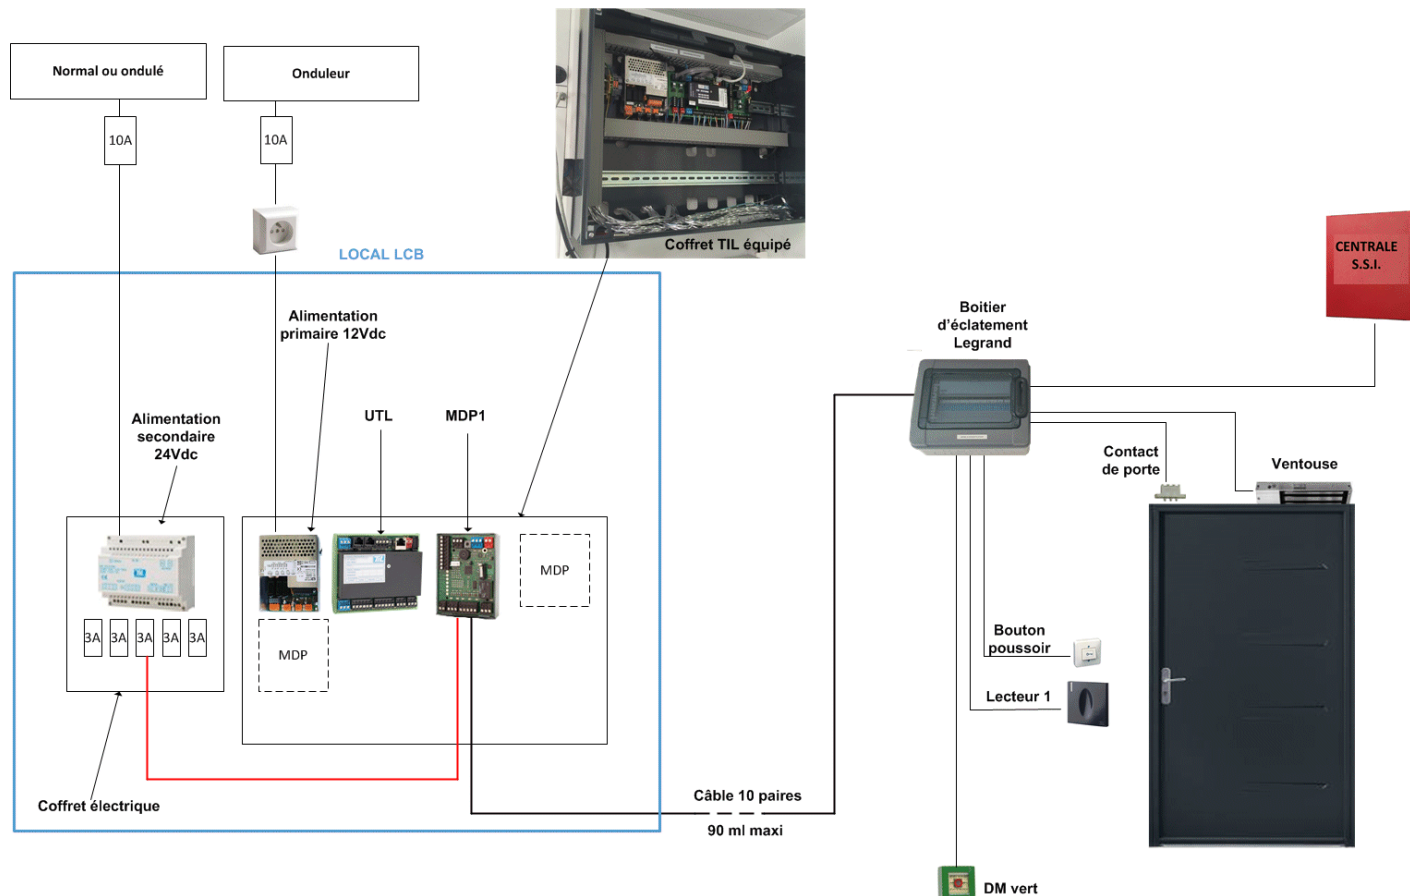 Normal ou ondulé
Onduleur
10A
10A
Coffret TIL équipé
LOCAL LCB
CENTRALE
S.S.I.
Alimentation
primaire 12Vdc
Boitier
d'éclatement
Legrand
Alimentation
secondaire
24Vdc
UTL
MDP1
Contact
de porte
Ventouse
MDP
3A
3A
3A
3A
3A
MDP
Bouton
poussoir
Lecteur 1
Coffret électrique
Câble 10 paires
90 ml maxi
DM vert